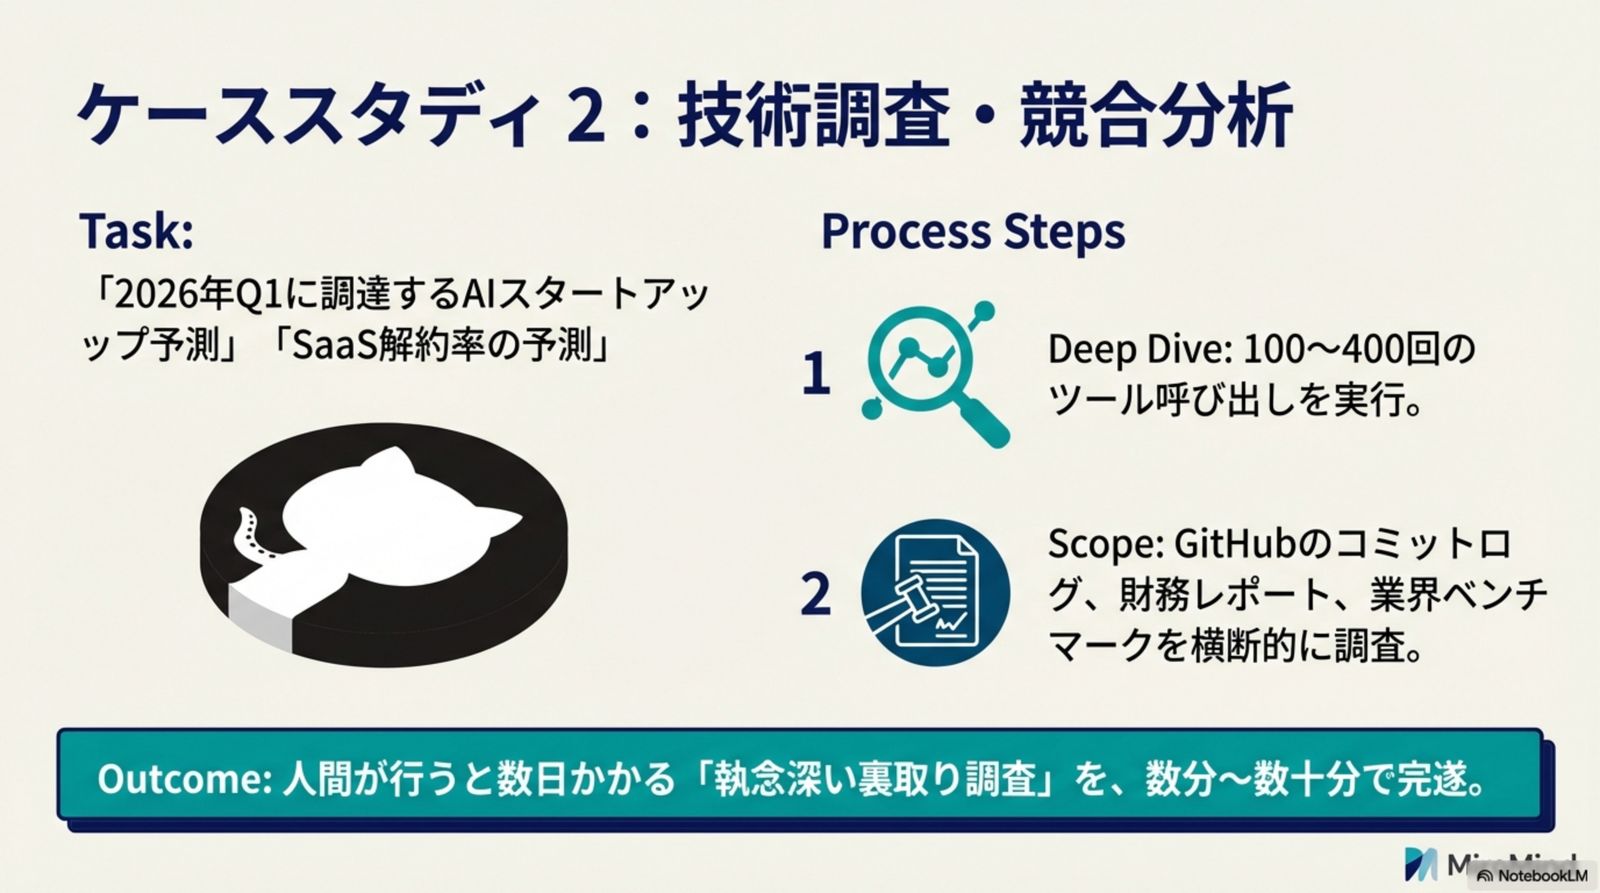 ケーススタディ 2：技術調査・競合分析
Task:
「2026年Q1に調達するAIスタートアッ
ップ予測」「SaaS解約率の予測」
Process Steps
1
Deep Dive: 100〜400回の
ツール呼び出しを実行。
2
Scope: GitHubのコミットロ
グ、財務レポート、業界ベンチ
マークを横断的に調査。
Outcome: 人間が行うと数日かかる「執念深い裏取り調査」を、数分〜数十分で完遂。
NotebookLM